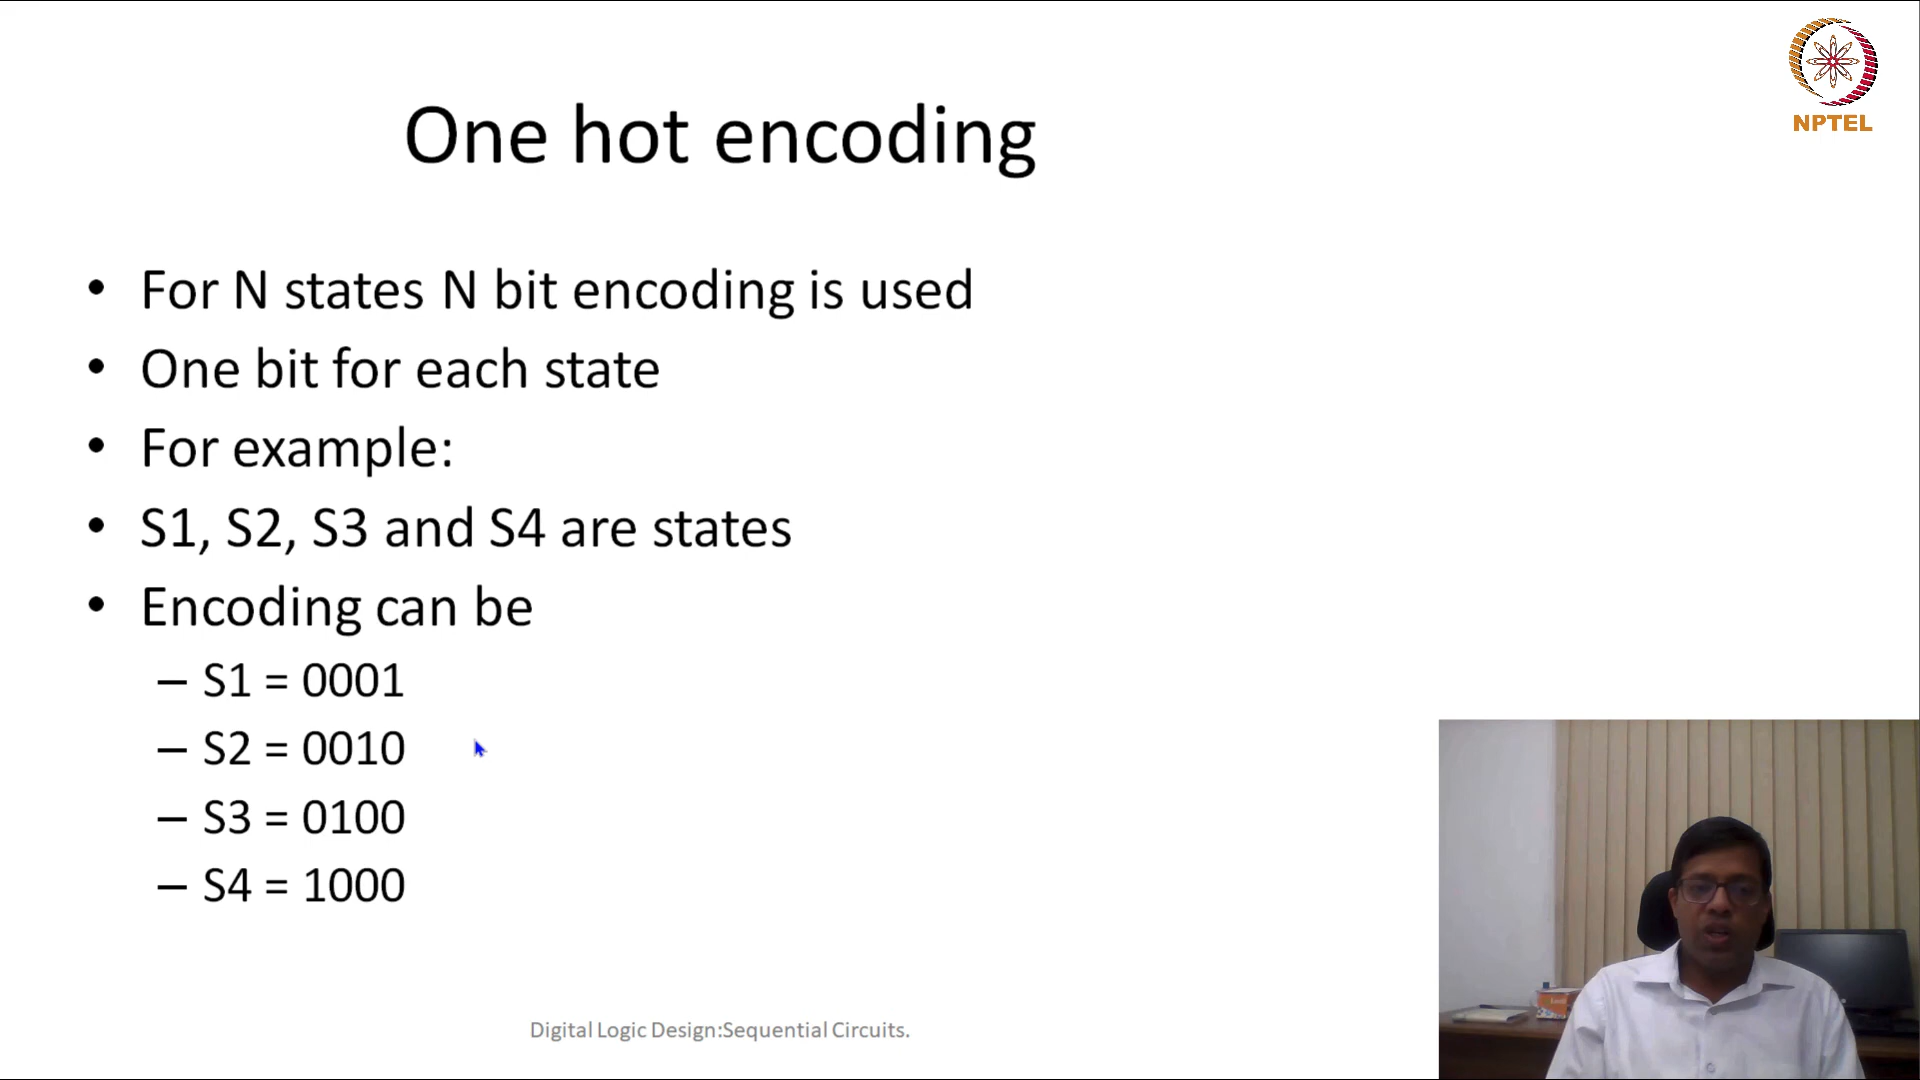 NPTEL
One hot encoding
• For N states N bit encoding is used
• One bit for each state
• For example:
• S1, S2, S3 and S4 are states
• Encoding can be
– S1 = 0001
– S2 = 0010
– S3 = 0100
– S4 = 1000
Digital Logic Design:Sequential Circuits.